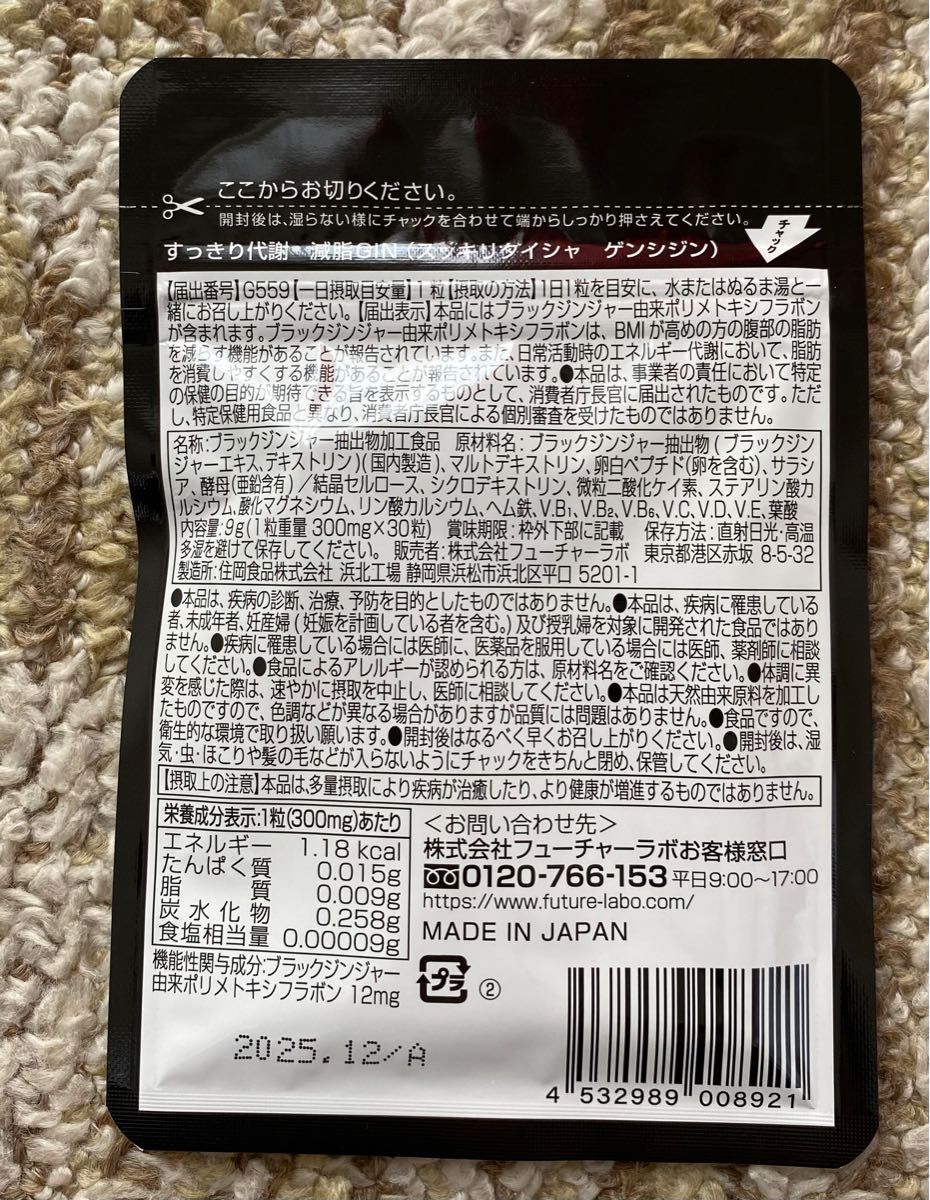 ここからお切りください。
開封後は、湿らない様にチャックを合わせて端からしっかり押さえてください。
チャック
すっきり代謝 減脂GIN(スッキリダイシャ ゲンシジン)
【届出番号】G559【一日摂取目安量】1粒【摂取の方法】1日1粒を目安に、水またはぬるま湯と一
緒にお召し上がりください。【届出表示】本品にはブラックジンジャー由来ポリメトキシフラボン
が含まれます。ブラックジンジャー由来ポリメトキシフラボンは、BMIが高めの方の腹部の脂肪
を減らす機能があることが報告されています。また、日常活動時のエネルギー代謝において、脂肪
を消費しやすくする機能があることが報告されています。●本品は、事業者の責任において特定
の保健の目的が期待できる旨を表示するものとして、消費者庁長官に届出されたものです。ただ
し、特定保健用食品と異なり、消費者庁長官による個別審査を受けたものではありません。
名称:ブラックジンジャー抽出物加工食品 原材料名:ブラックジンジャー抽出物(ブラックジン
ジャーエキス、デキストリン)(国内製造)、マルトデキストリン、卵白ペプチド(卵を含む)、サラシ
ア、酵母(亜鉛含有)/結晶セルロース、シクロデキストリン、微粒二酸化ケイ素、ステアリン酸カ
ルシウム、酸化マグネシウム、リン酸カルシウム、ヘム鉄、V.B1、V.B2、V.B6、V.C、V.D、V.E、葉酸
内容量:9g(1粒重量 300mg×30粒) 賞味期限:枠外下部に記載 保存方法:直射日光・高温
多湿を避けて保存してください。 販売者:株式会社フューチャーラボ 東京都港区赤坂 8-5-32
製造所:住岡食品株式会社 浜北工場 静岡県浜松市浜北区平口 5201-1
●本品は、疾病の診断、治療、予防を目的としたものではありません。●本品は、疾病に罹患している
者、未成年者、妊産婦(妊娠を計画している者を含む。)及び授乳婦を対象に開発された食品ではあり
ません。●疾病に罹患している場合には医師に、医薬品を服用している場合には医師、薬剤師に相談
してください。●食品によるアレルギーが認められる方は、原材料名をご確認ください。●体調に異
変を感じた際は、速やかに摂取を中止し、医師に相談してください。●本品は天然由来原料を加工し
たものですので、色調などが異なる場合がありますが品質には問題はありません。●食品ですので、
衛生的な環境で取り扱い願います。●開封後はなるべく早くお召し上がりください。●開封後は、湿
気・虫・ほこりや髪の毛などが入らないようにチャックをきちんと閉め、保管してください。
【摂取上の注意】本品は、多量摂取により疾病が治癒したり、より健康が増進するものではありません。
栄養成分表示:1粒(300mg)あたり
エネルギー 1.18 kcal
たんぱく質 0.015g
脂質 0.009g
炭水化物 0.258g
食塩相当量 0.00009g
機能性関与成分:ブラックジンジャー
由来ポリメトキシフラボン 12mg
<お問い合わせ先>
株式会社フューチャーラボお客様窓口
0120-766-153 平日9:00~17:00
https://www.future-labo.com/
MADE IN JAPAN
プラ ②
2025.12/A
4 532989 008921